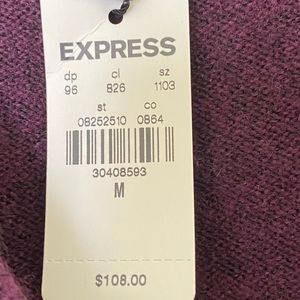 EXPRESS
dp cl sz
96 826 1103
st co
08252510 0864
30408593
M
$108.00